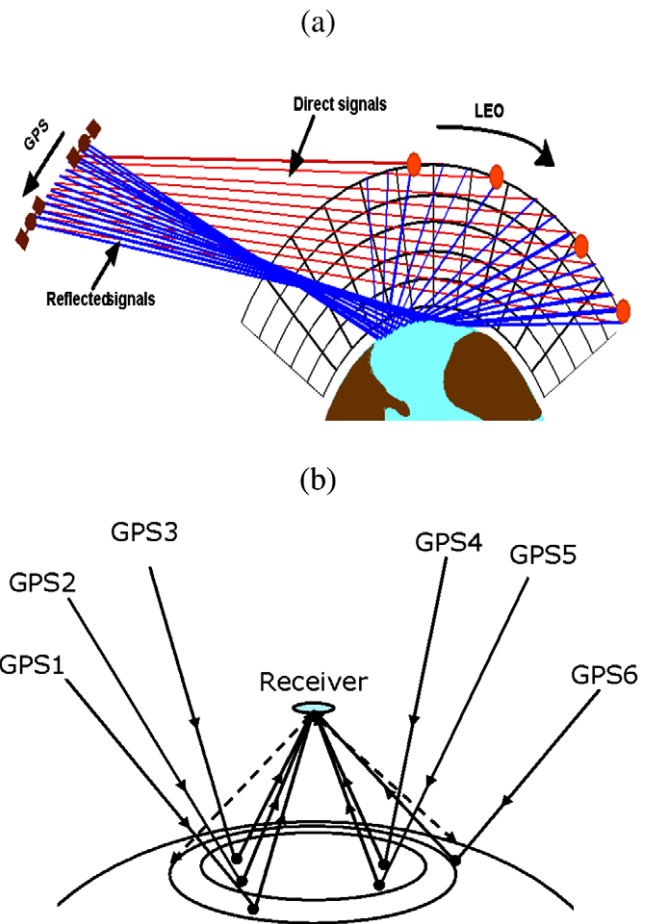 (a)
Direct signals
LEO
GPS
Reflectedsignals
(b)
GPS3
GPS4
GPS2
GPS5
GPS1
Receiver
GPS6